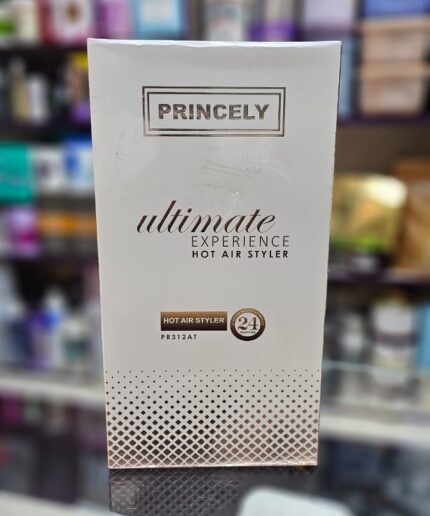 PRINCELY
ultimate
EXPERIENCE
HOT AIR STYLER
HOT AIR STYLER
24
PR312AT